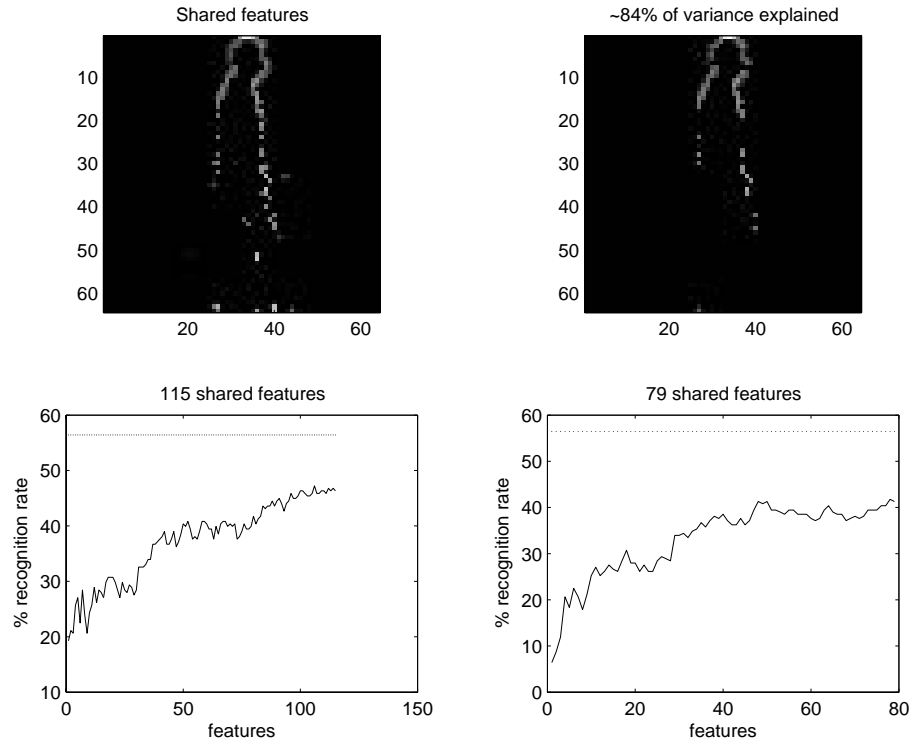 Shared features
~84% of variance explained
10
20
30
40
50
60
20 40 60
10
20
30
40
50
60
20 40 60
115 shared features
79 shared features
60
50
40
30
20
10
% recognition rate
0 50 100 150
features
60
50
40
30
20
10
0
% recognition rate
0 20 40 60 80
features